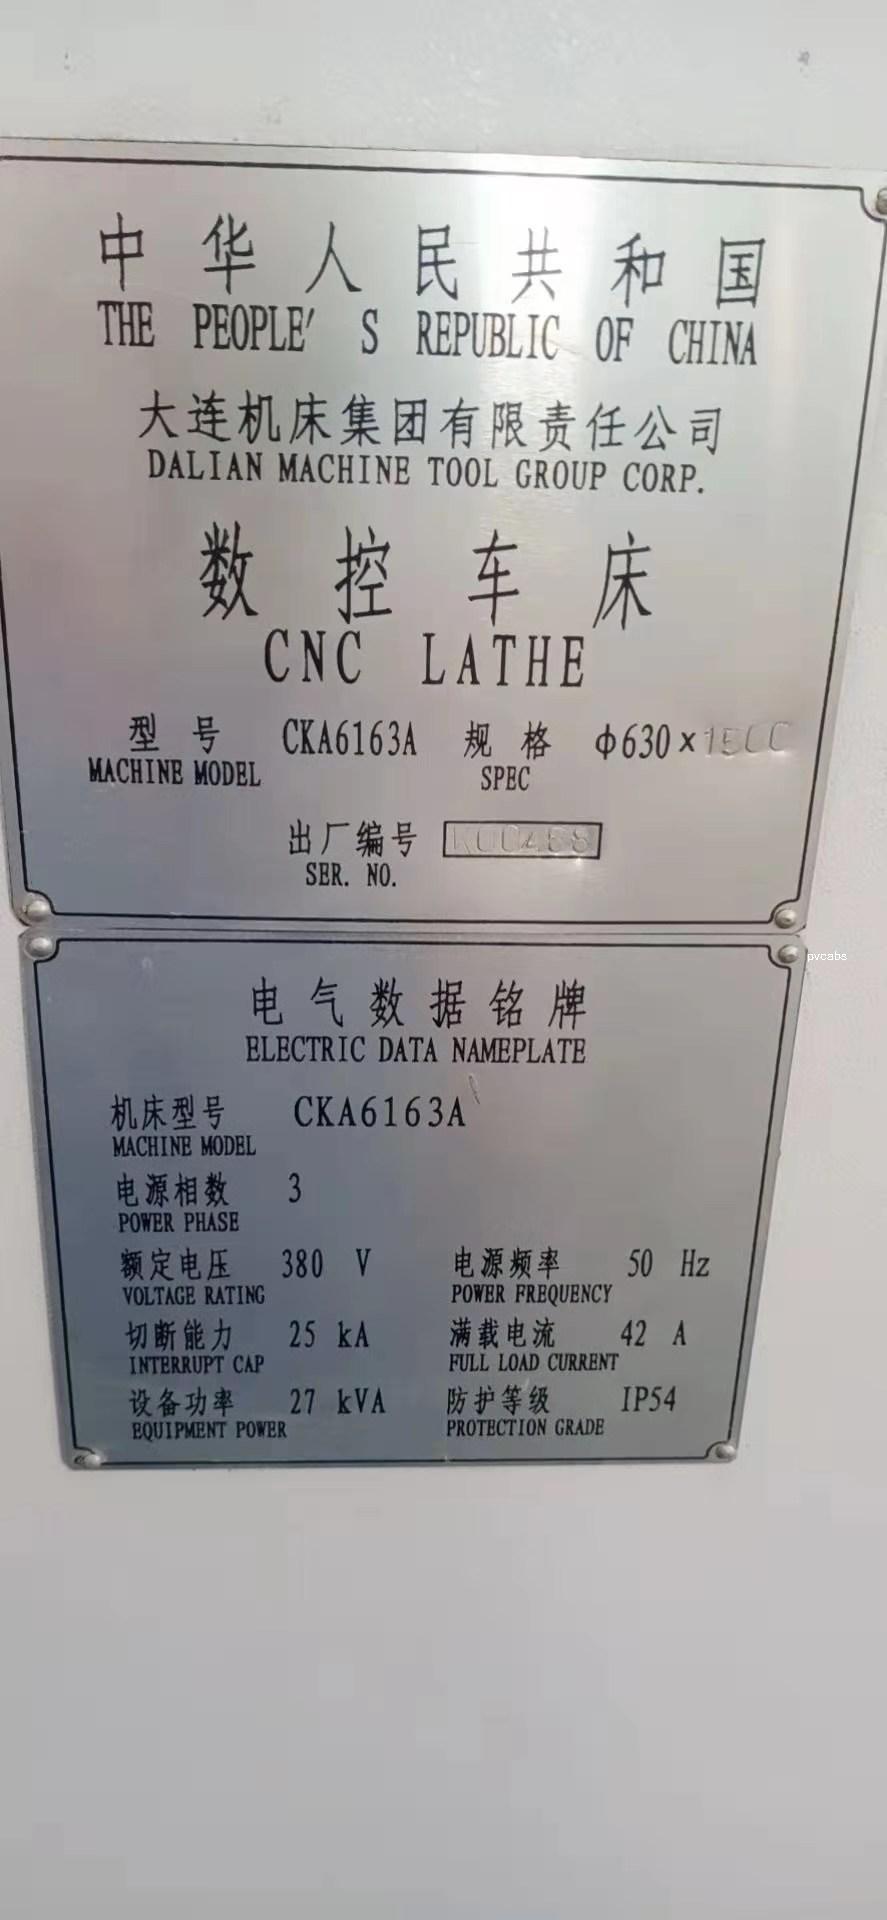 中华人民共和国
THE PEOPLE'S REPUBLIC OF CHINA
大连机床集团有限责任公司
DALIAN MACHINE TOOL GROUP CORP.
数控车床
CNC LATHE
型号 CKA6163A 规格 φ630×1500
MACHINE MODEL SPEC
出厂编号
SER. NO.
pvcabs
电气数据铭牌
ELECTRIC DATA NAMEPLATE
机床型号 CKA6163A
MACHINE MODEL
电源相数 3
POWER PHASE
额定电压 380 V 电源频率 50 Hz
VOLTAGE RATING POWER FREQUENCY
切断能力 25 kA 满载电流 42 A
INTERRUPT CAP FULL LOAD CURRENT
设备功率 27 kVA 防护等级 IP54
EQUIPMENT POWER PROTECTION GRADE